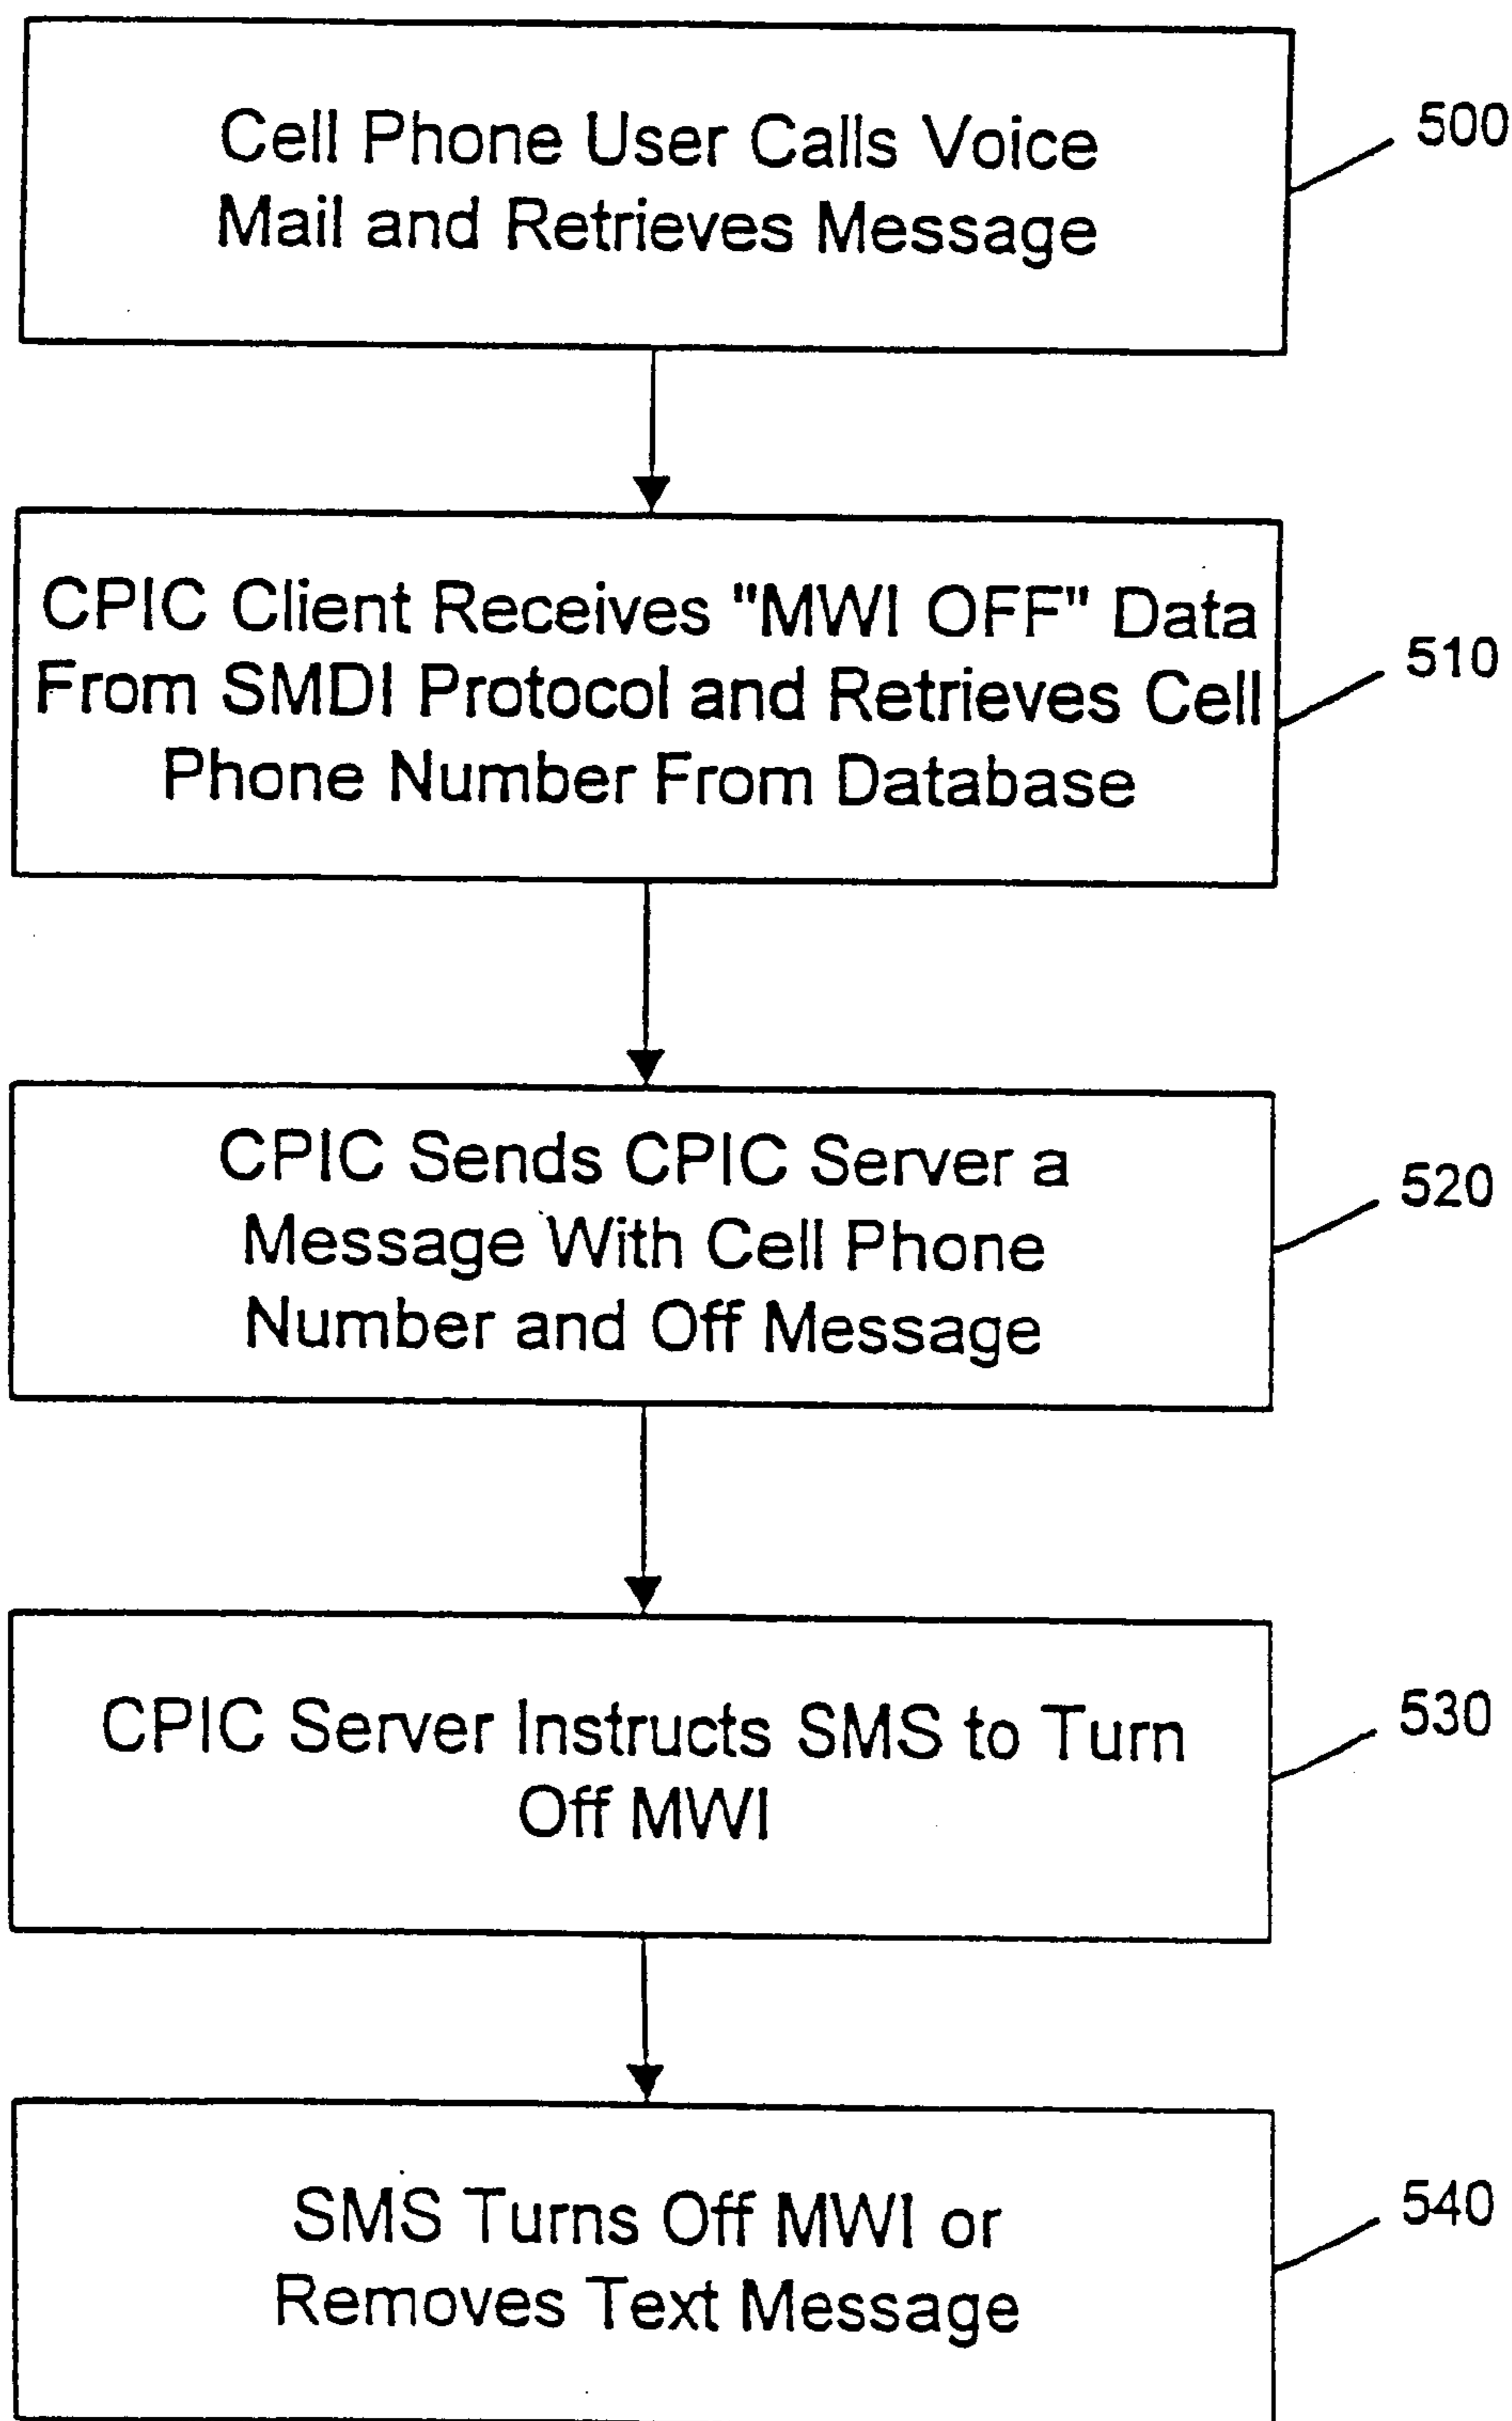 Cell Phone User Calls Voice
Mail and Retrieves Message
500
CPIC Client Receives "MWI OFF" Data
From SMDI Protocol and Retrieves Cell
Phone Number From Database
510
CPIC Sends CPIC Server a
Message With Cell Phone
Number and Off Message
520
CPIC Server Instructs SMS to Turn
Off MWI
530
SMS Turns Off MWI or
Removes Text Message
540